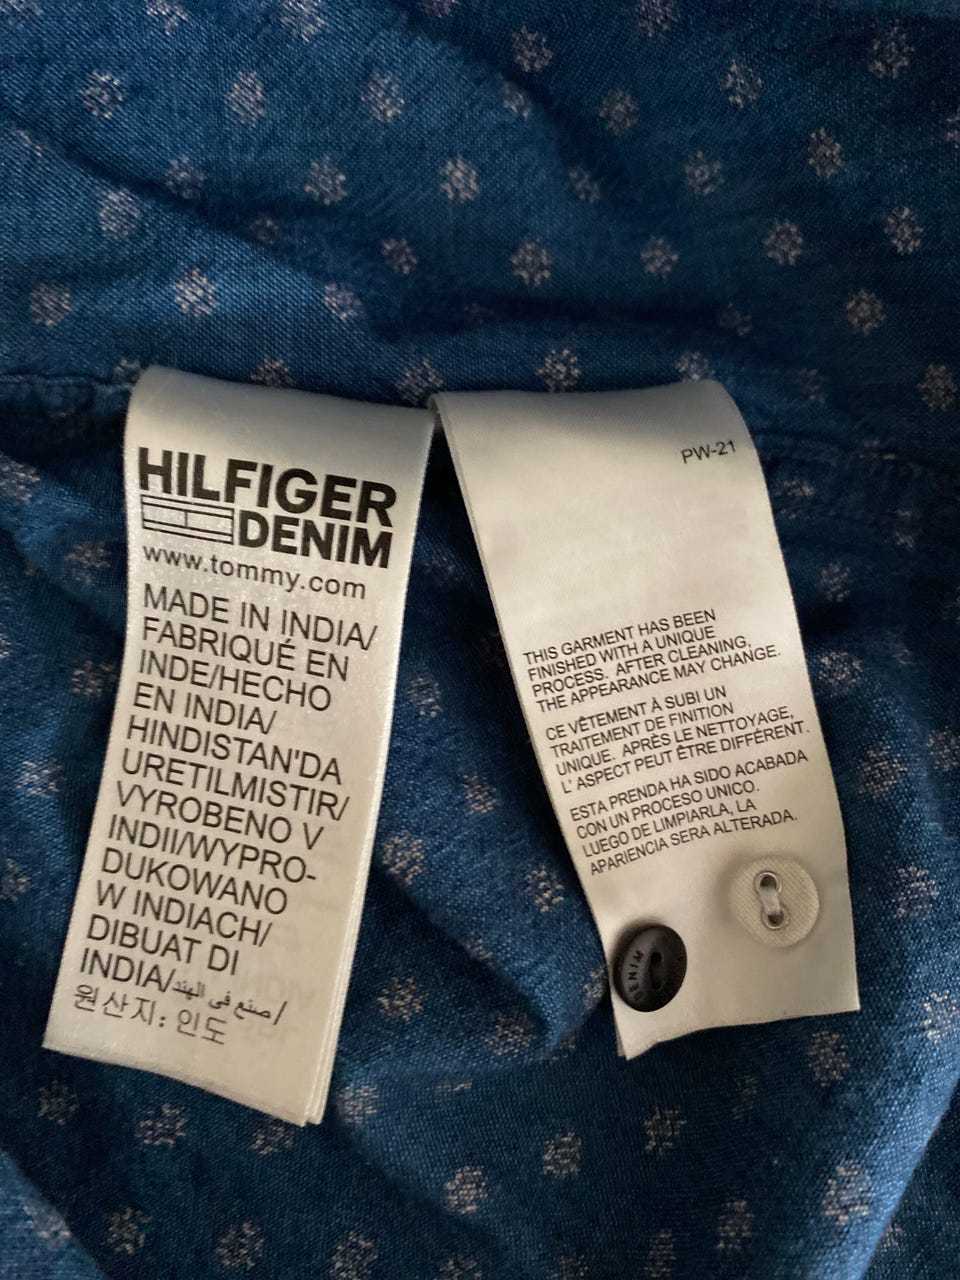 HILFIGER
DENIM
www.tommy.com
MADE IN INDIA/
FABRIQUÉ EN
INDE/HECHO
EN INDIA/
HINDISTAN'DA
URETILMISTIR/
VYROBENO V
INDII/WYPRO-
DUKOWANO
W INDIACH/
DIBUAT DI
INDIA/صنع في الهند/
원산지: 인도
PW-21
THIS GARMENT HAS BEEN
FINISHED WITH A UNIQUE
PROCESS. AFTER CLEANING,
THE APPEARANCE MAY CHANGE.
CE VÊTEMENT À SUBI UN
TRAITEMENT DE FINITION
UNIQUE. APRÈS LE NETTOYAGE,
L' ASPECT PEUT ÊTRE DIFFÉRENT.
ESTA PRENDA HA SIDO ACABADA
CON UN PROCESO UNICO.
LUEGO DE LIMPIARLA, LA
APARIENCIA SERA ALTERADA.
DENIM